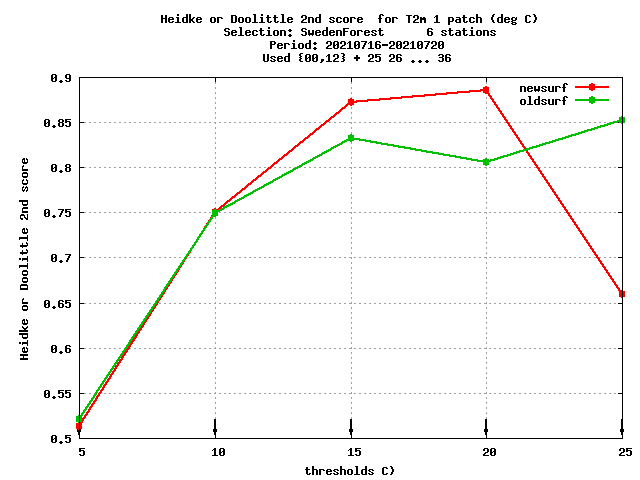 Heidke or Doolittle 2nd score  for T2m 1 patch (deg C)
Selection: SwedenForest      6 stations
Period: 20210716-20210720
Used {00,12} + 25 26 ... 36
newsurf
oldsurf
0.9
0.85
0.8
0.75
0.7
0.65
0.6
0.55
0.5
Heidke or Doolittle 2nd score
5 10 15 20 25
thresholds C)